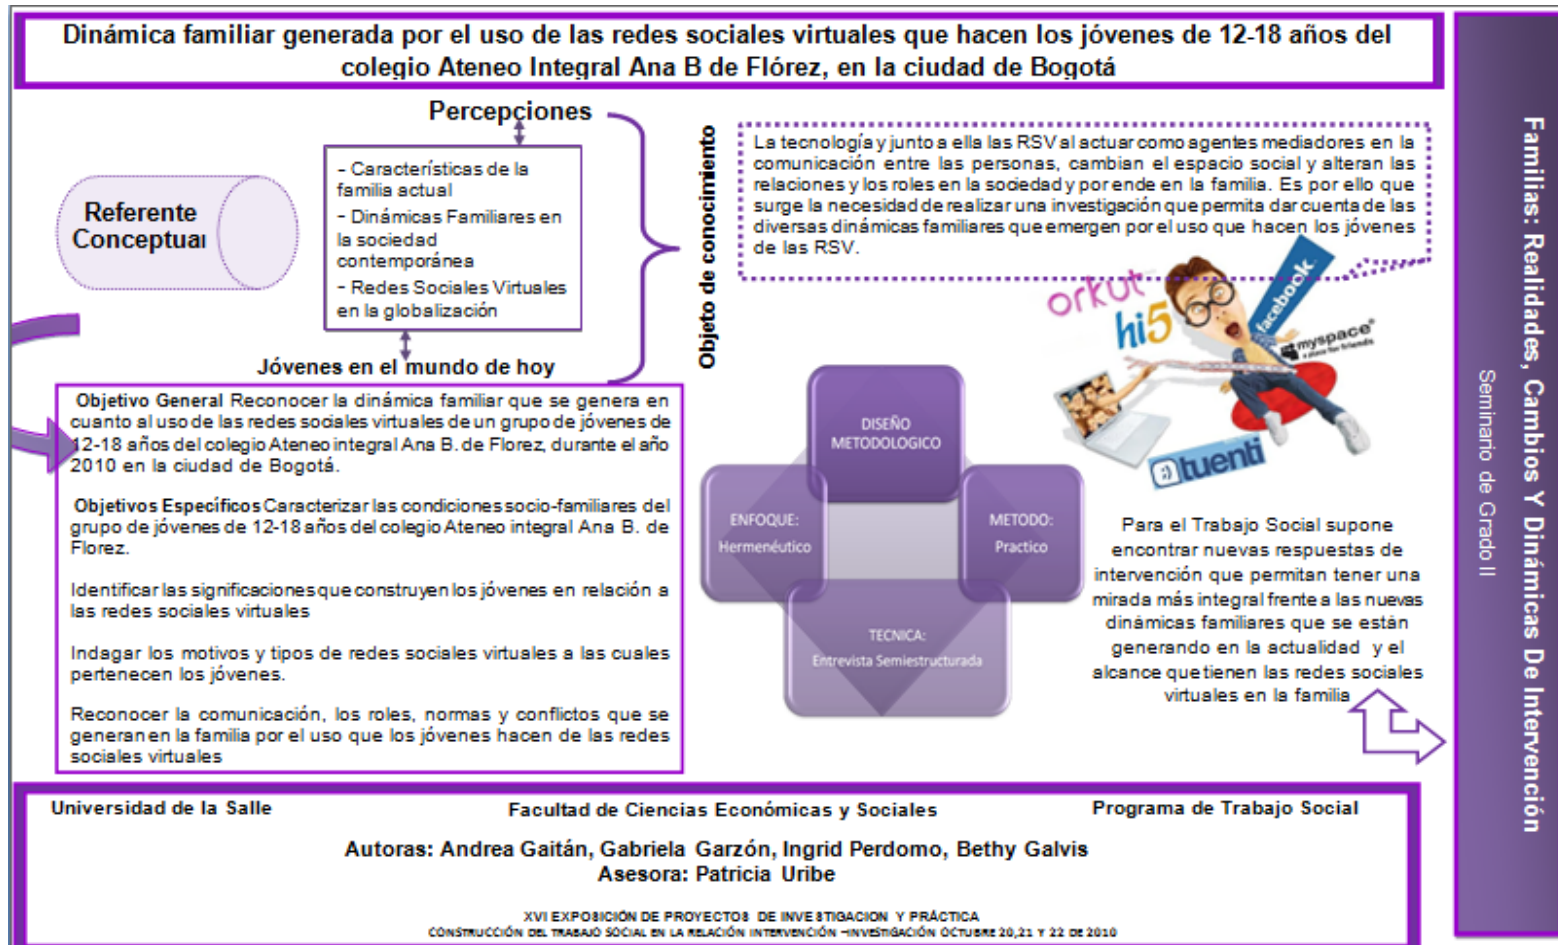 Dinámica familiar generada por el uso de las redes sociales virtuales que hacen los jóvenes de 12-18 años del
colegio Ateneo Integral Ana B de Flórez, en la ciudad de Bogotá
Percepciones
Referente
Conceptual
- Características de la
familia actual
- Dinámicas Familiares en
la sociedad
contemporánea
- Redes Sociales Virtuales
en la globalización
Jóvenes en el mundo de hoy
Objetivo General Reconocer la dinámica familiar que se genera en
cuanto al uso de las redes sociales virtuales de un grupo de jóvenes de
12-18 años del colegio Ateneo integral Ana B. de Florez, durante el año
2010 en la ciudad de Bogotá.
Objetivos Específicos Caracterizar las condiciones socio-familiares del
grupo de jóvenes de 12-18 años del colegio Ateneo integral Ana B. de
Florez.
Identificar las significaciones que construyen los jóvenes en relación a
las redes sociales virtuales
Indagar los motivos y tipos de redes sociales virtuales a las cuales
pertenecen los jóvenes.
Reconocer la comunicación, los roles, normas y conflictos que se
generan en la familia por el uso que los jóvenes hacen de las redes
sociales virtuales
Objeto de conocimiento
La tecnología y junto a ella las RSV al actuar como agentes mediadores en la
comunicación entre las personas, cambian el espacio social y alteran las
relaciones y los roles en la sociedad y por ende en la familia. Es por ello que
surge la necesidad de realizar una investigación que permita dar cuenta de las
diversas dinámicas familiares que emergen por el uso que hacen los jóvenes
de las RSV.
orkut
hi5
facebook
myspace
a place for friends
tuenti
DISEÑO
METODOLOGICO
ENFOQUE:
Hermenéutico
METODO:
Practico
TECNICA:
Entrevista Semiestructurada
Para el Trabajo Social supone
encontrar nuevas respuestas de
intervención que permitan tener una
mirada más integral frente a las nuevas
dinámicas familiares que se están
generando en la actualidad y el
alcance que tienen las redes sociales
virtuales en la familia
Familias: Realidades, Cambios Y Dinámicas De Intervención
Seminario de Grado II
Universidad de la Salle Facultad de Ciencias Económicas y Sociales Programa de Trabajo Social
Autoras: Andrea Gaitán, Gabriela Garzón, Ingrid Perdomo, Bethy Galvis
Asesora: Patricia Uribe
XVI EXPOSICIÓN DE PROYECTOS DE INVESTIGACION Y PRÁCTICA
CONSTRUCCIÓN DEL TRABAJO SOCIAL EN LA RELACIÓN INTERVENCIÓN –INVESTIGACIÓN OCTUBRE 20,21 Y 22 DE 2010